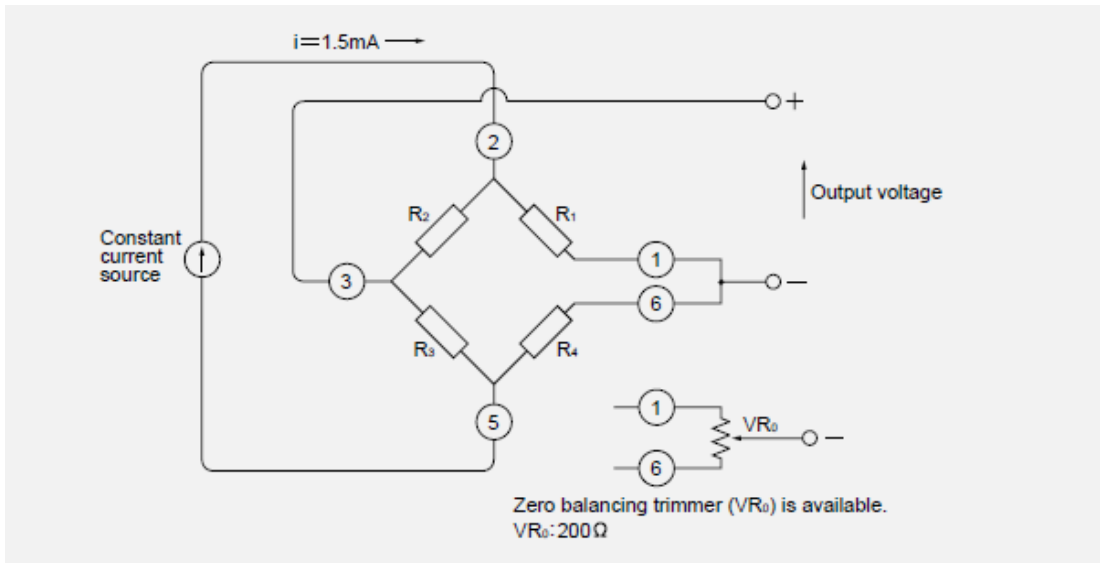 i=1.5mA
+
2
Output voltage
R₂
R₁
Constant
current
source
1
3
−
6
R₃
R₄
5
1
VR₀
−
6
Zero balancing trimmer (VR₀) is available.
VR₀:200Ω